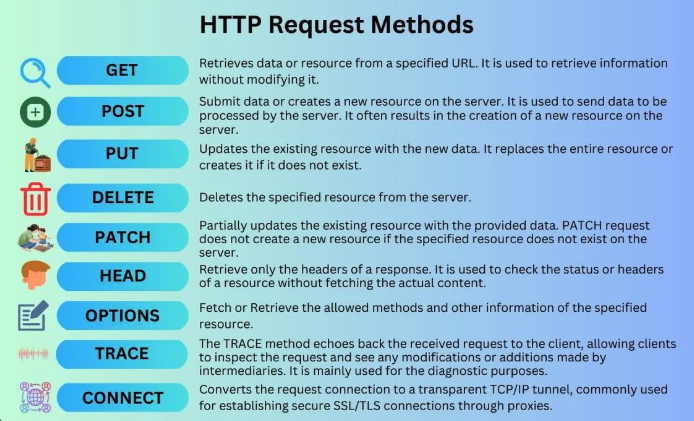 HTTP Request Methods
GET
Retrieves data or resource from a specified URL. It is used to retrieve information
without modifying it.
POST
Submit data or creates a new resource on the server. It is used to send data to be
processed by the server. It often results in the creation of a new resource on the
server.
PUT
Updates the existing resource with the new data. It replaces the entire resource or
creates it if it does not exist.
DELETE
Deletes the specified resource from the server.
PATCH
Partially updates the existing resource with the provided data. PATCH request
does not create a new resource if the specified resource does not exist on the
server.
HEAD
Retrieve only the headers of a response. It is used to check the status or headers
of a resource without fetching the actual content.
OPTIONS
Fetch or Retrieve the allowed methods and other information of the specified
resource.
TRACE
The TRACE method echoes back the received request to the client, allowing clients
to inspect the request and see any modifications or additions made by
intermediaries. It is mainly used for the diagnostic purposes.
CONNECT
Converts the request connection to a transparent TCP/IP tunnel, commonly used
for establishing secure SSL/TLS connections through proxies.